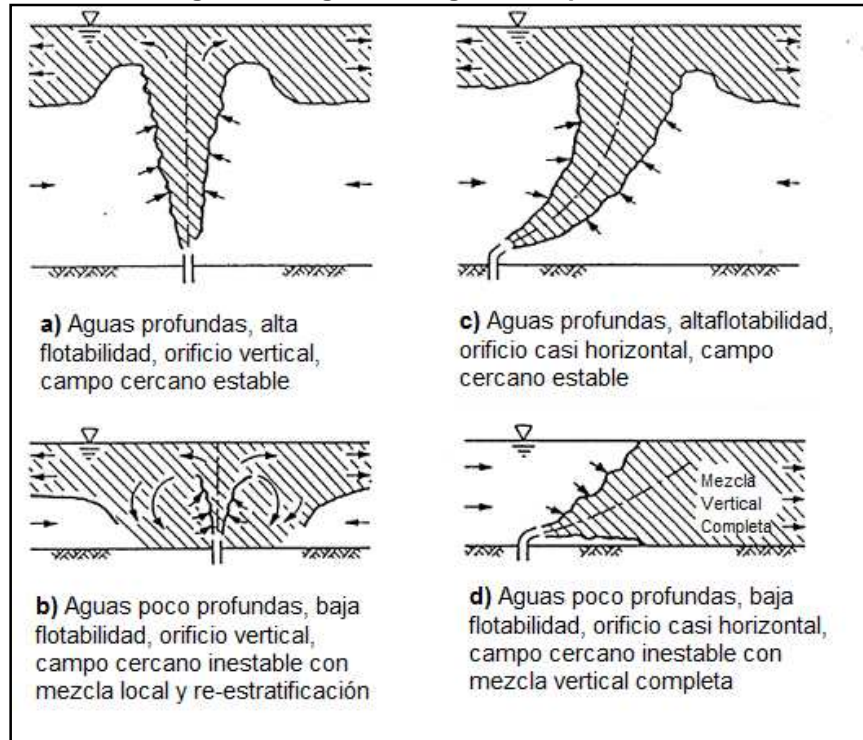 a) Aguas profundas, alta
flotabilidad, orificio vertical,
campo cercano estable
c) Aguas profundas, altaflotabilidad,
orificio casi horizontal, campo
cercano estable
Mezcla
Vertical
Completa
b) Aguas poco profundas, baja
flotabilidad, orificio vertical,
campo cercano inestable con
mezcla local y re-estratificación
d) Aguas poco profundas, baja
flotabilidad, orificio casi horizontal,
campo cercano inestable con
mezcla vertical completa